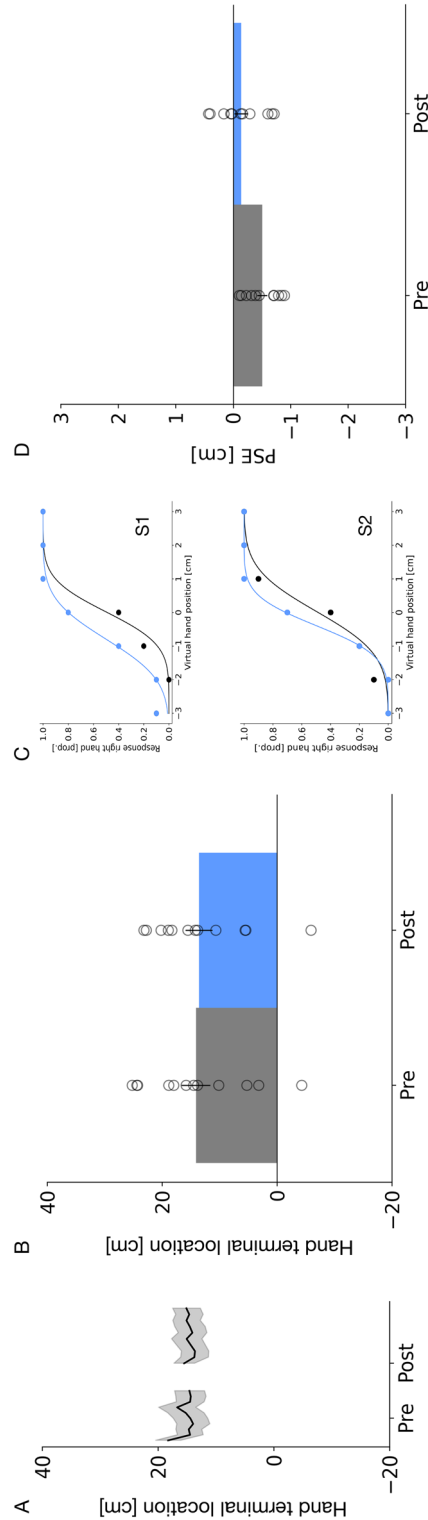 A
Hand terminal location [cm]
40
20
0
−20
Pre
Post
B
Hand terminal location [cm]
40
20
0
−20
Pre
Post
C
Response right hand [prop.]
1.0
0.8
0.6
0.4
0.2
0.0
S1
−3 −2 −1 0 1 2 3
Virtual hand position [cm]
Response right hand [prop.]
1.0
0.8
0.6
0.4
0.2
0.0
S2
−3 −2 −1 0 1 2 3
Virtual hand position [cm]
D
PSE [cm]
3
2
1
0
−1
−2
−3
Pre
Post